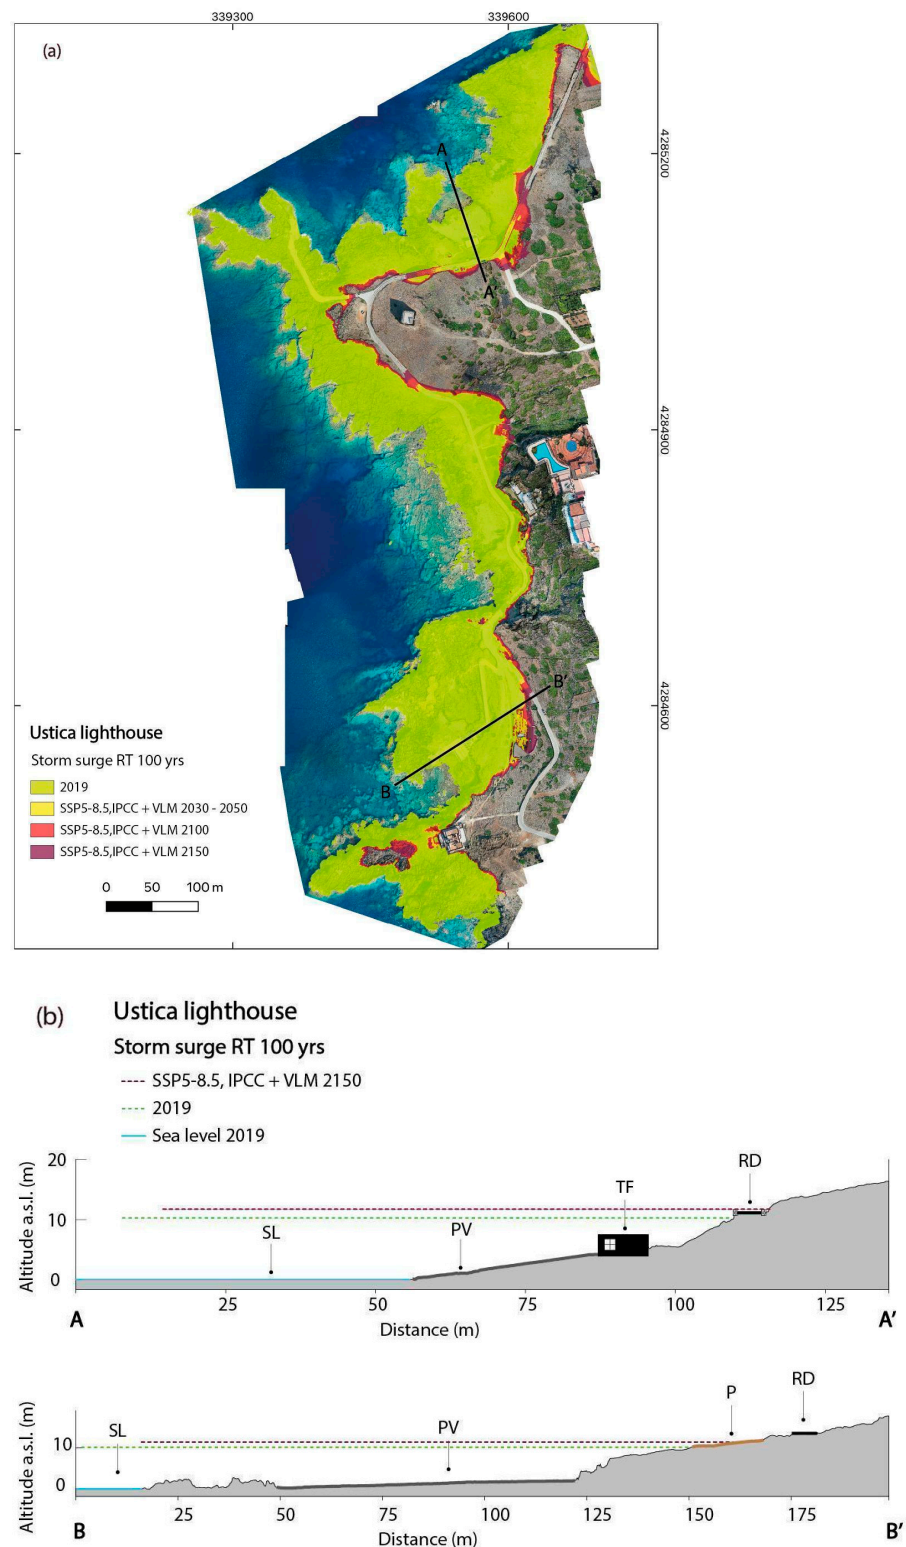 339300 339600
(a)
4285200
A
A'
4284900
B'
4284600
B
Ustica lighthouse
Storm surge RT 100 yrs
2019
SSP5-8.5,IPCC + VLM 2030 - 2050
SSP5-8.5,IPCC + VLM 2100
SSP5-8.5,IPCC + VLM 2150
0 50 100 m
(b) Ustica lighthouse
Storm surge RT 100 yrs
SSP5-8.5, IPCC + VLM 2150
2019
Sea level 2019
Altitude a.s.l. (m)
20
10
0
SL
PV
TF
RD
25 50 75 100 125
A A'
Distance (m)
Altitude a.s.l. (m)
10
0
SL
PV
P
RD
25 50 75 100 125 150 175
B B'
Distance (m)